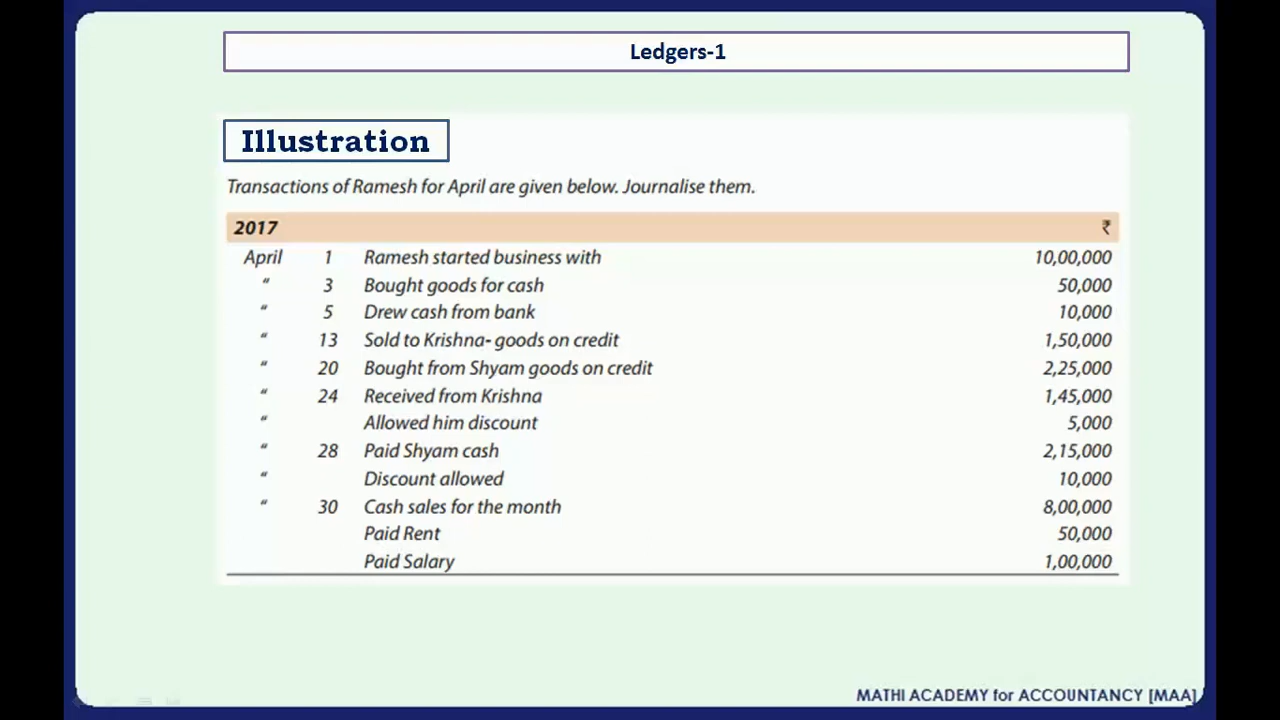 Ledgers-1
Illustration
Transactions of Ramesh for April are given below. Journalise them.
2017 ₹
April 1 Ramesh started business with 10,00,000
“ 3 Bought goods for cash 50,000
“ 5 Drew cash from bank 10,000
“ 13 Sold to Krishna- goods on credit 1,50,000
“ 20 Bought from Shyam goods on credit 2,25,000
“ 24 Received from Krishna 1,45,000
“ Allowed him discount 5,000
“ 28 Paid Shyam cash 2,15,000
“ Discount allowed 10,000
“ 30 Cash sales for the month 8,00,000
Paid Rent 50,000
Paid Salary 1,00,000
MATHI ACADEMY for ACCOUNTANCY [MAA]